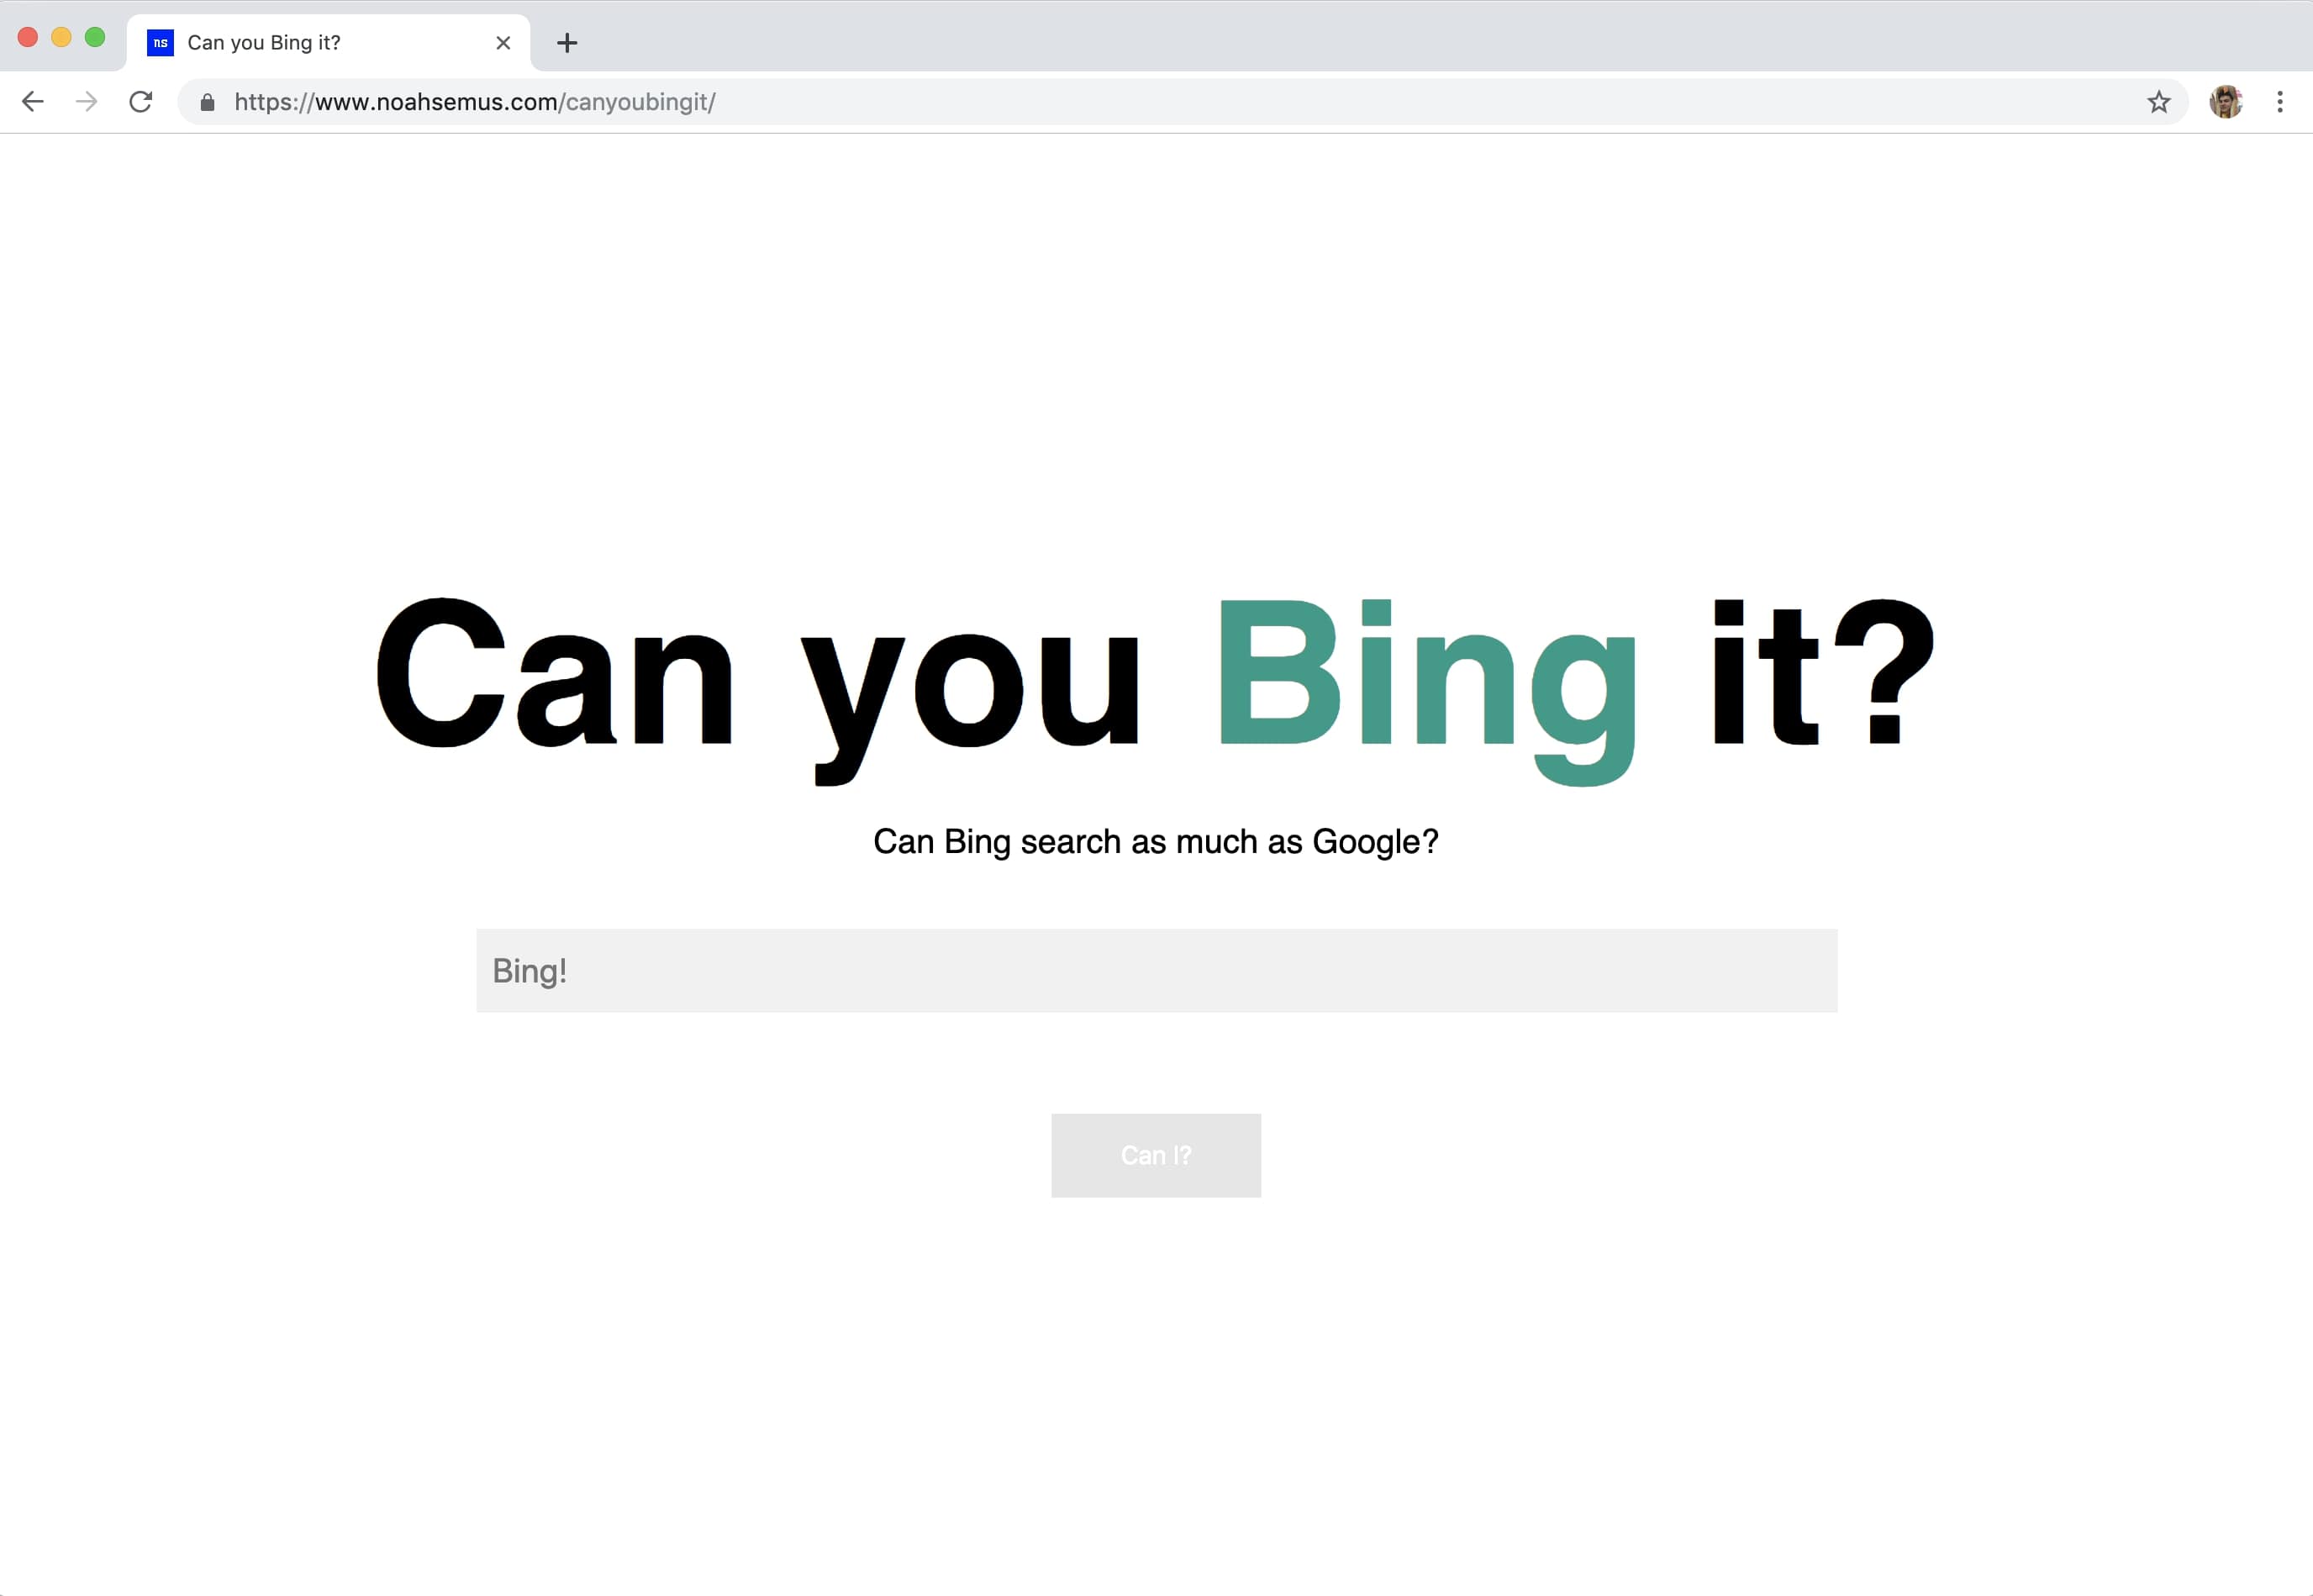 ns Can you Bing it?
https://www.noahsemus.com/canyoubingit/
Can you Bing it?
Can Bing search as much as Google?
Bing!
Can I?